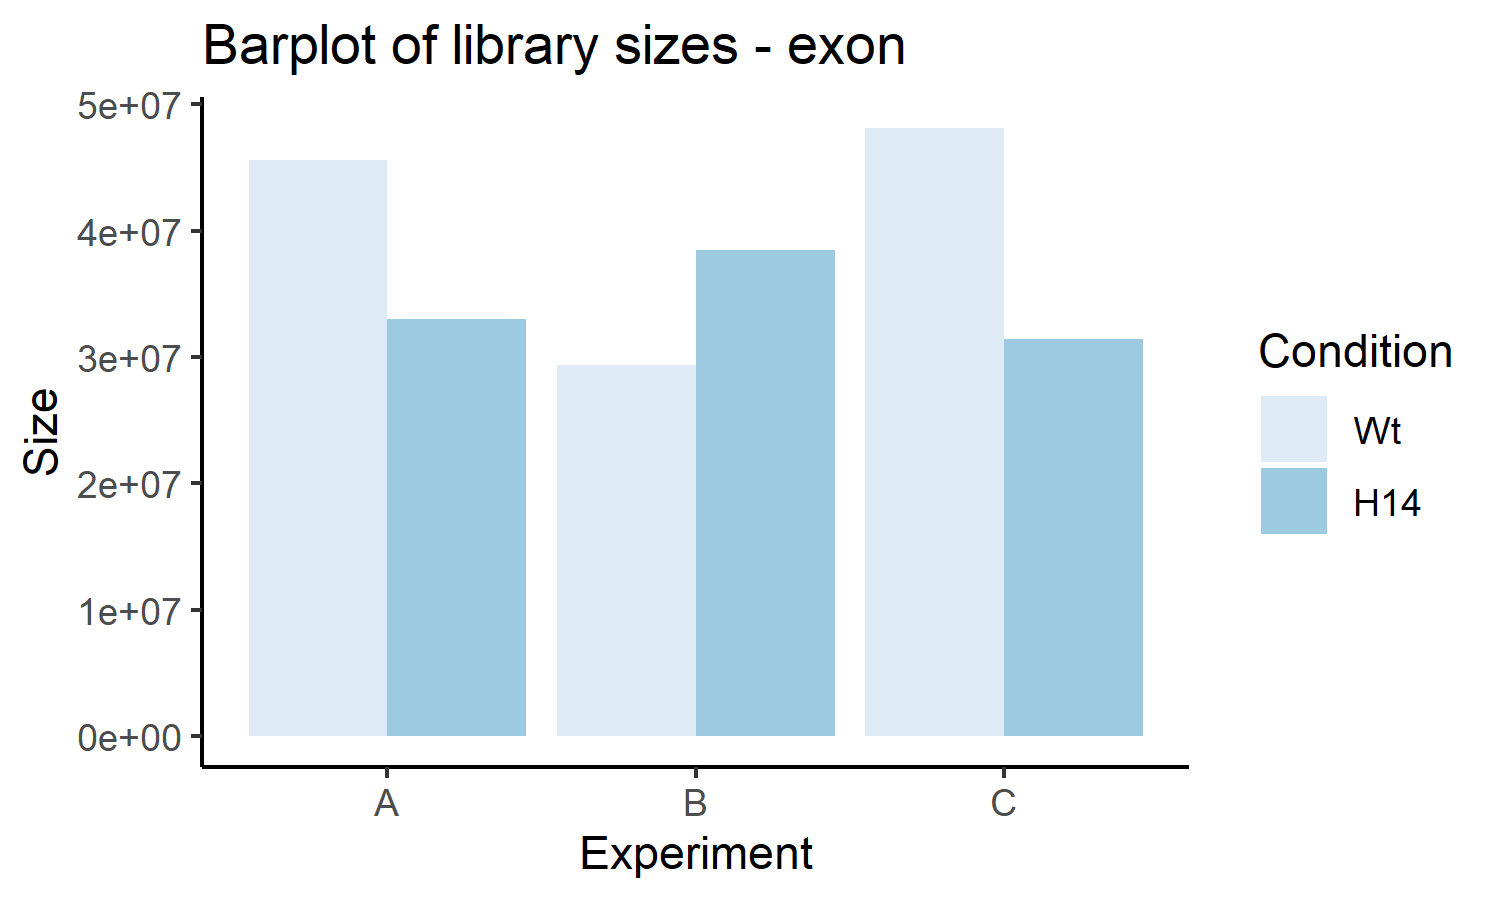 Barplot of library sizes - exon
5e+07
4e+07
3e+07
2e+07
1e+07
0e+00
Size
A
B
C
Experiment
Condition
Wt
H14